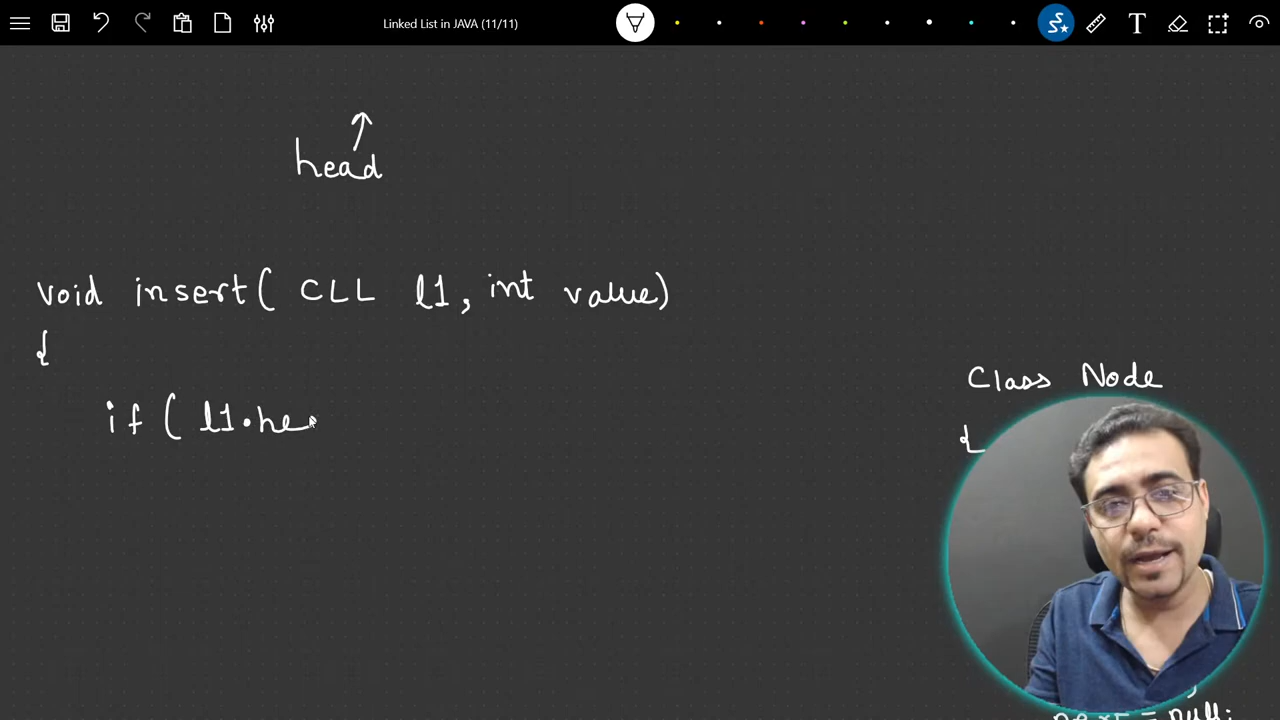 Linked List in JAVA (11/11)
T
head
void insert( CLL l1, int value)
{
if ( l1.he
Class Node
{